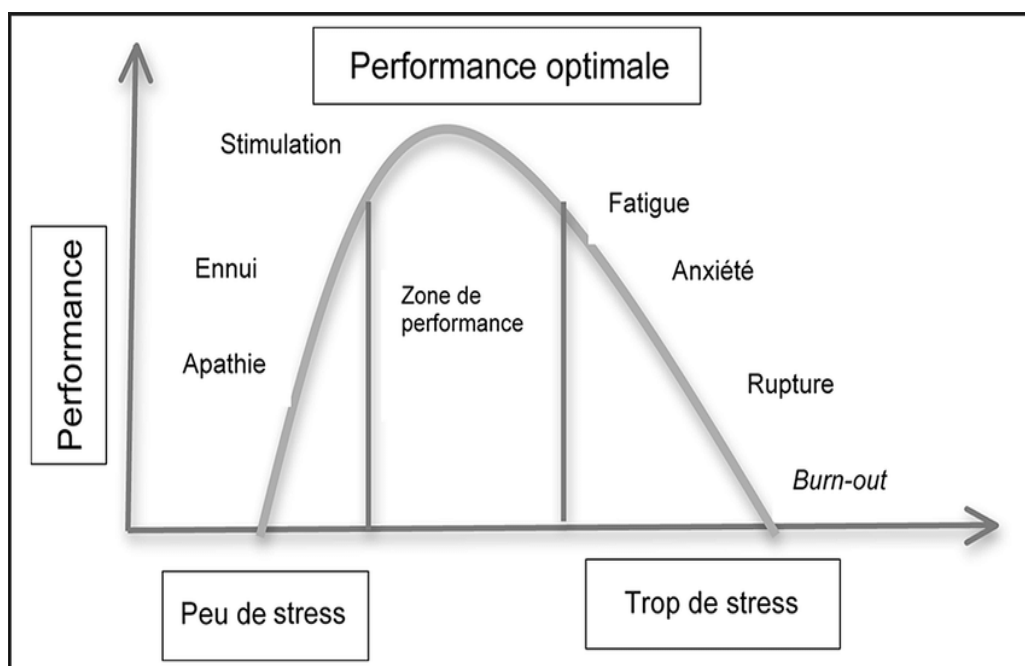 Performance optimale
Stimulation
Fatigue
Ennui
Anxiété
Zone de
performance
Performance
Apathie
Rupture
Burn-out
Peu de stress
Trop de stress